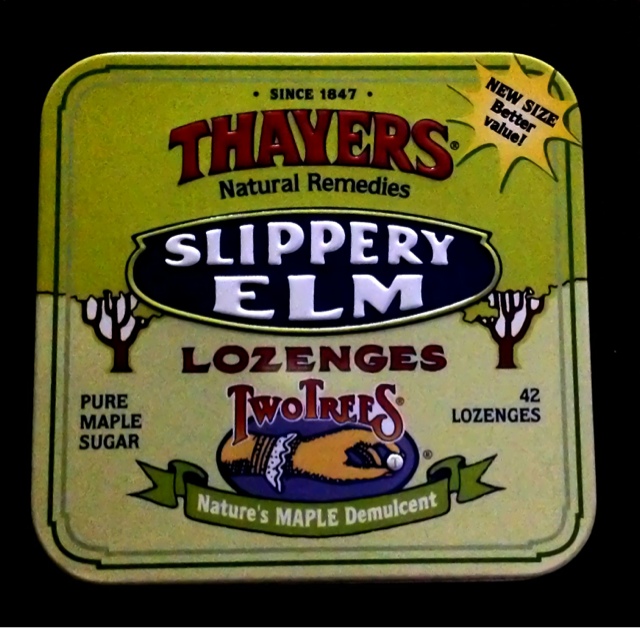 • SINCE 1847 •
THAYERS®
Natural Remedies
NEW SIZE
Better
value!
SLIPPERY
ELM
LOZENGES
TWOTREES®
PURE
MAPLE
SUGAR
42
LOZENGES
®
Nature's MAPLE Demulcent